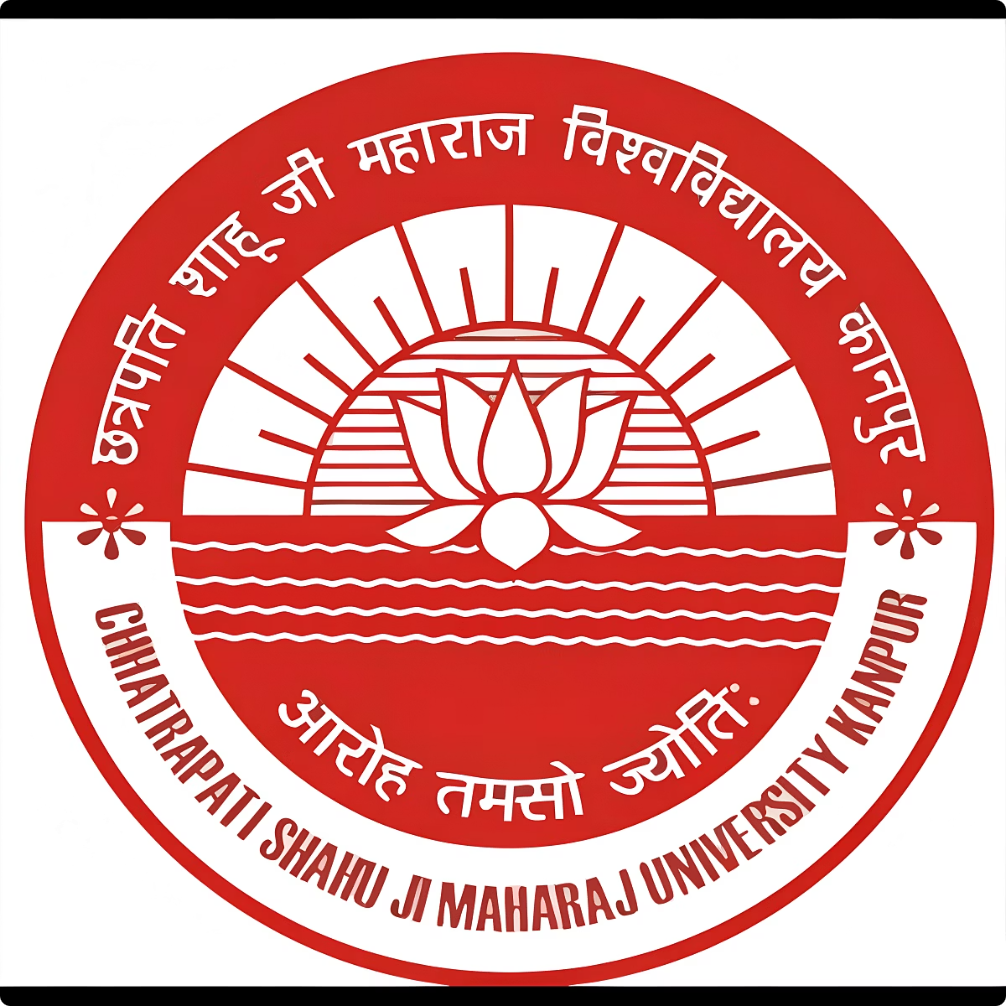 छत्रपति शाहू जी महाराज विश्वविद्यालय कानपुर
आरोह तमसो ज्योतिः
CHHATRAPATI SHAHU JI MAHARAJ UNIVERSITY KANPUR